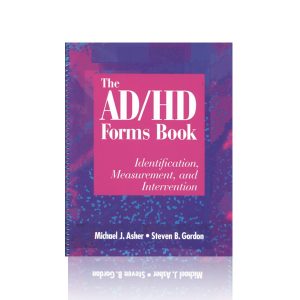 The
AD/HD
Forms Book
Identification,
Measurement, and
Intervention
Michael J. Asher • Steven B. Gordon